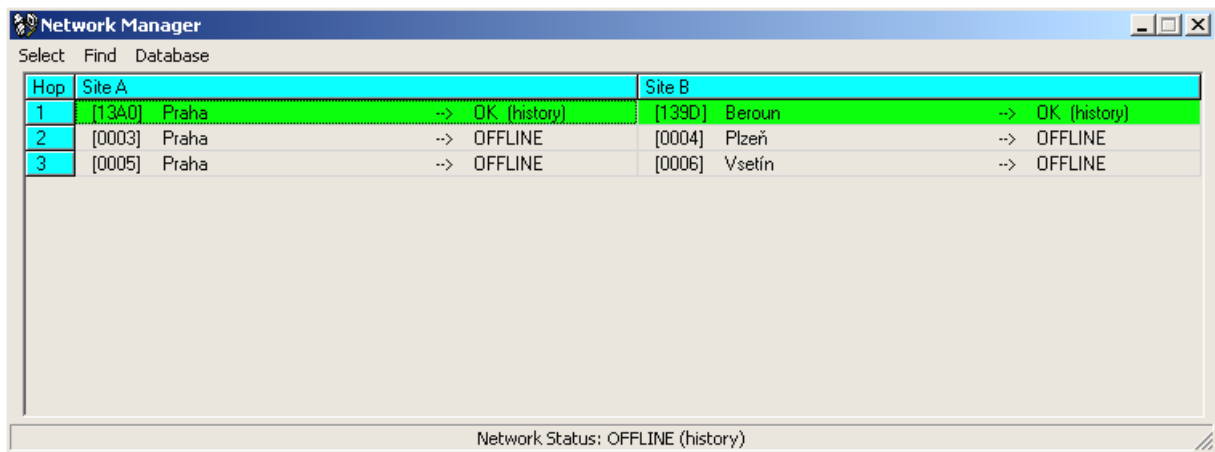 Network Manager
Select Find Database
Hop Site A Site B
1 [13A0] Praha --> OK (history) [139D] Beroun --> OK (history)
2 [0003] Praha --> OFFLINE [0004] Plzeň --> OFFLINE
3 [0005] Praha --> OFFLINE [0006] Vsetín --> OFFLINE
Network Status: OFFLINE (history)